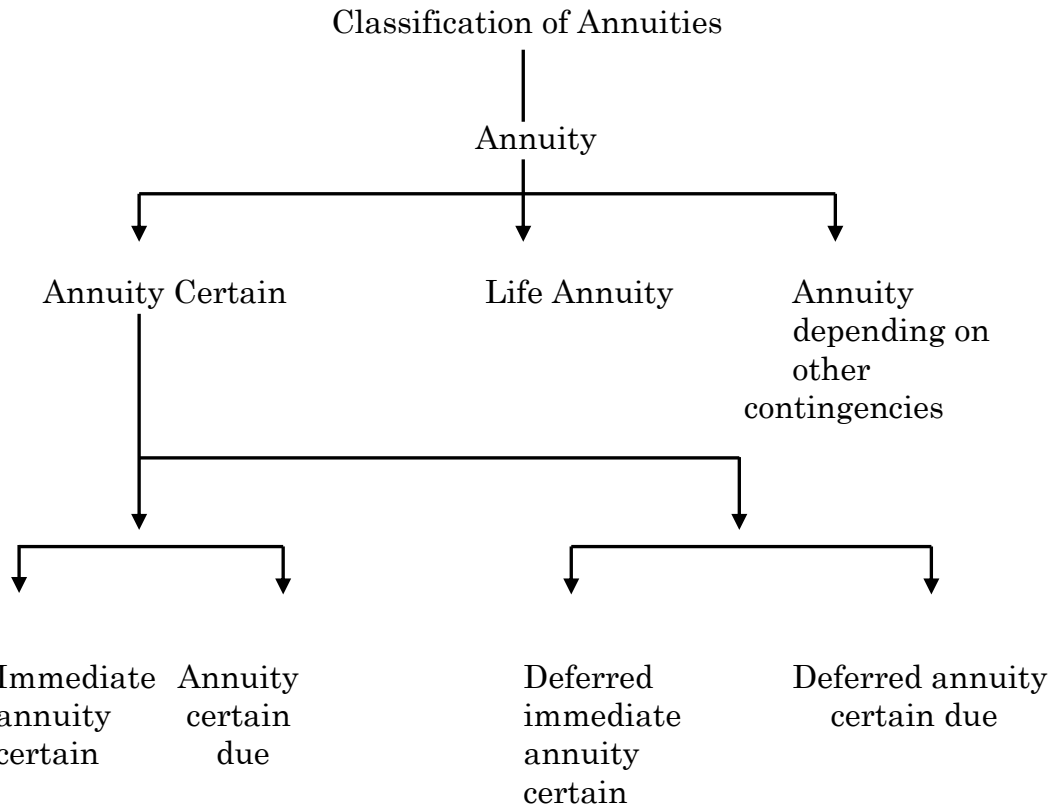 Classification of Annuities
Annuity
Annuity Certain
Life Annuity
Annuity
depending on
other
contingencies
Immediate
annuity
certain
Annuity
certain
due
Deferred
immediate
annuity
certain
Deferred annuity
certain due